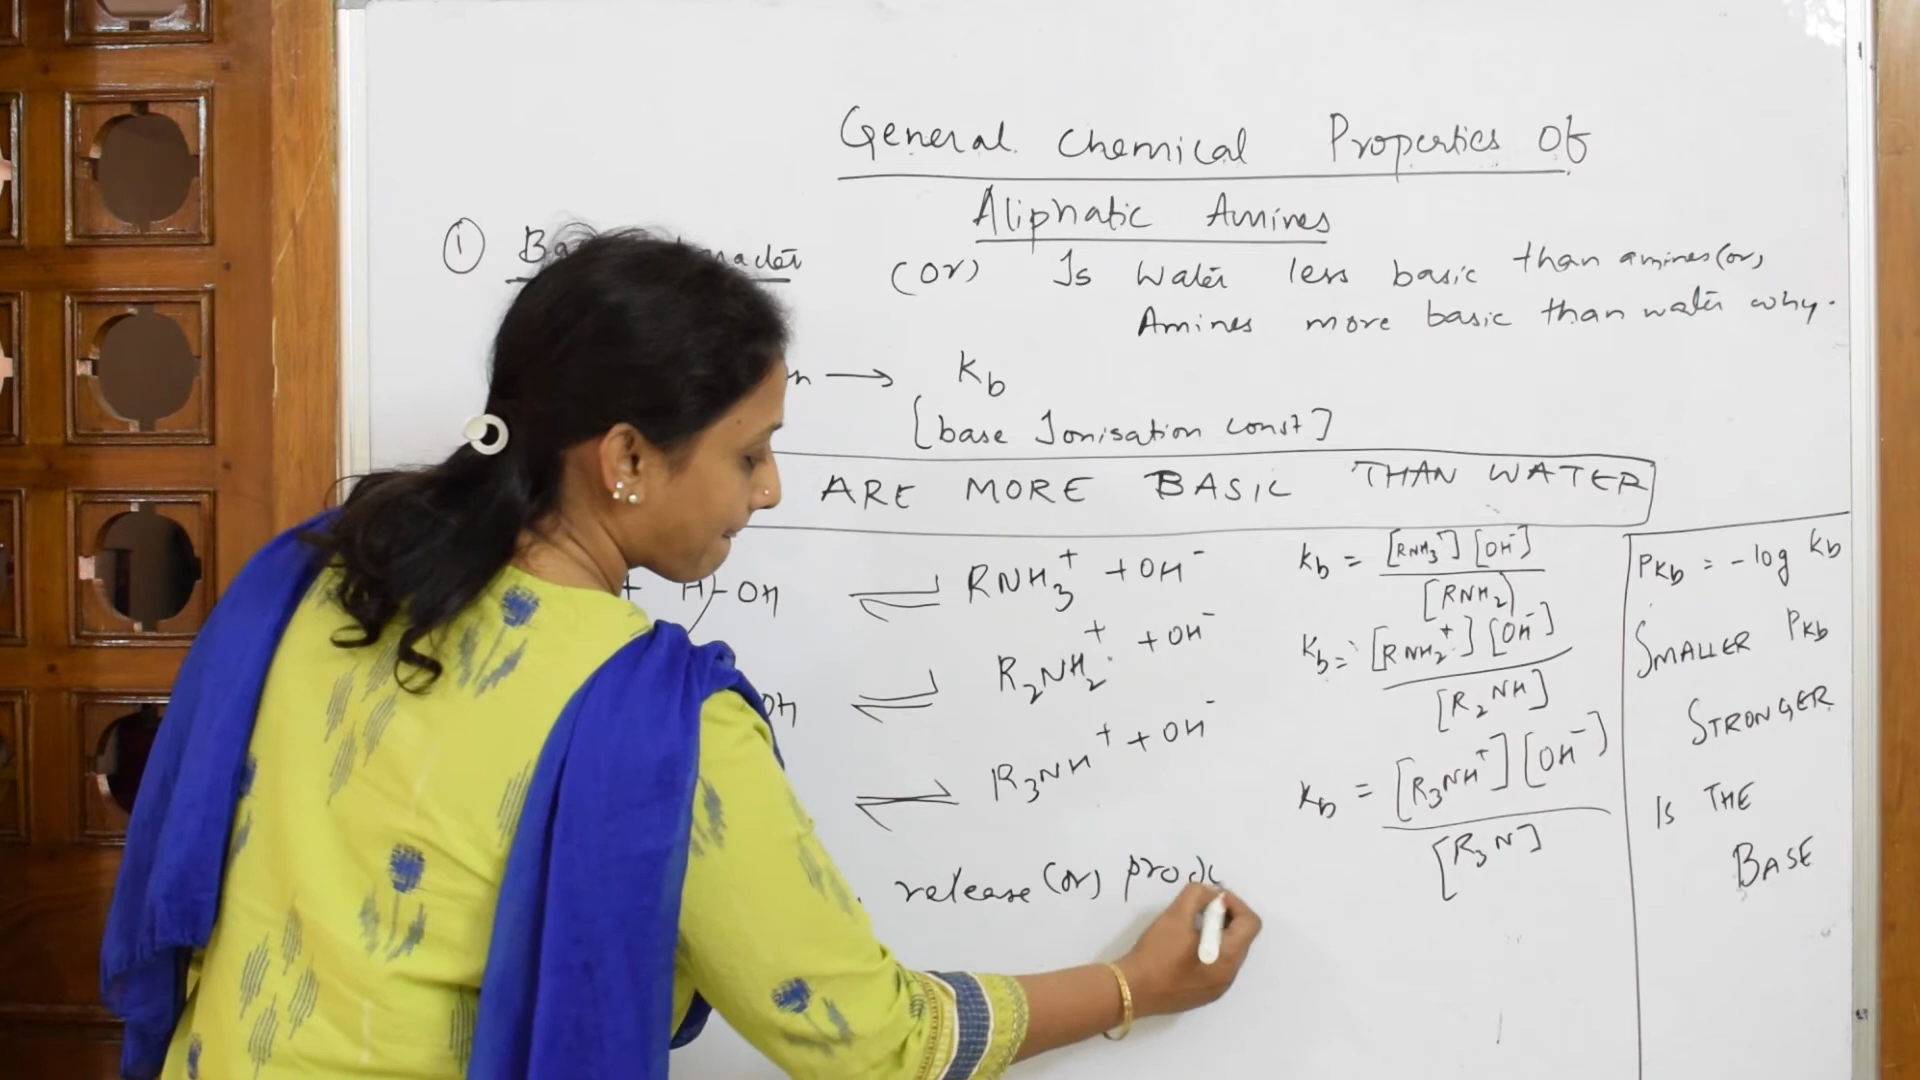 General Chemical Properties Of
Aliphatic Amines
① (or) Is Water less basic than amines (or)
Amines more basic than water why.
→ Kb
[base Ionisation const]
ARE MORE BASIC THAN WATER
+ H-OH ⇌ RNH₃⁺ + OH⁻
OH ⇌ R₂NH₂⁺ + OH⁻
⇌ R₃NH⁺ + OH⁻
release (or)
Kb = [RNH₃⁺][OH⁻] / [RNH₂]
Kb = [RNH₂⁺][OH⁻] / [R₂NH]
Kb = [R₃NH⁺][OH⁻] / [R₃N]
PKb = -log Kb
SMALLER PKb
STRONGER
IS THE
BASE